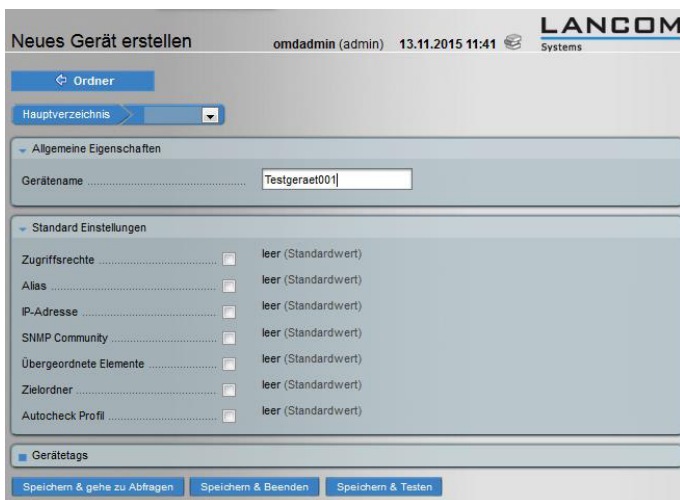 Neues Gerät erstellen
omdadmin (admin) 13.11.2015 11:41
LANCOM
Systems
Ordner
Hauptverzeichnis
Allgemeine Eigenschaften
Gerätename Testgeraet001
Standard Einstellungen
Zugriffsrechte leer (Standardwert)
Alias leer (Standardwert)
IP-Adresse leer (Standardwert)
SNMP Community leer (Standardwert)
Übergeordnete Elemente leer (Standardwert)
Zielordner leer (Standardwert)
Autocheck Profil leer (Standardwert)
Gerätetags
Speichern & gehe zu Abfragen Speichern & Beenden Speichern & Testen